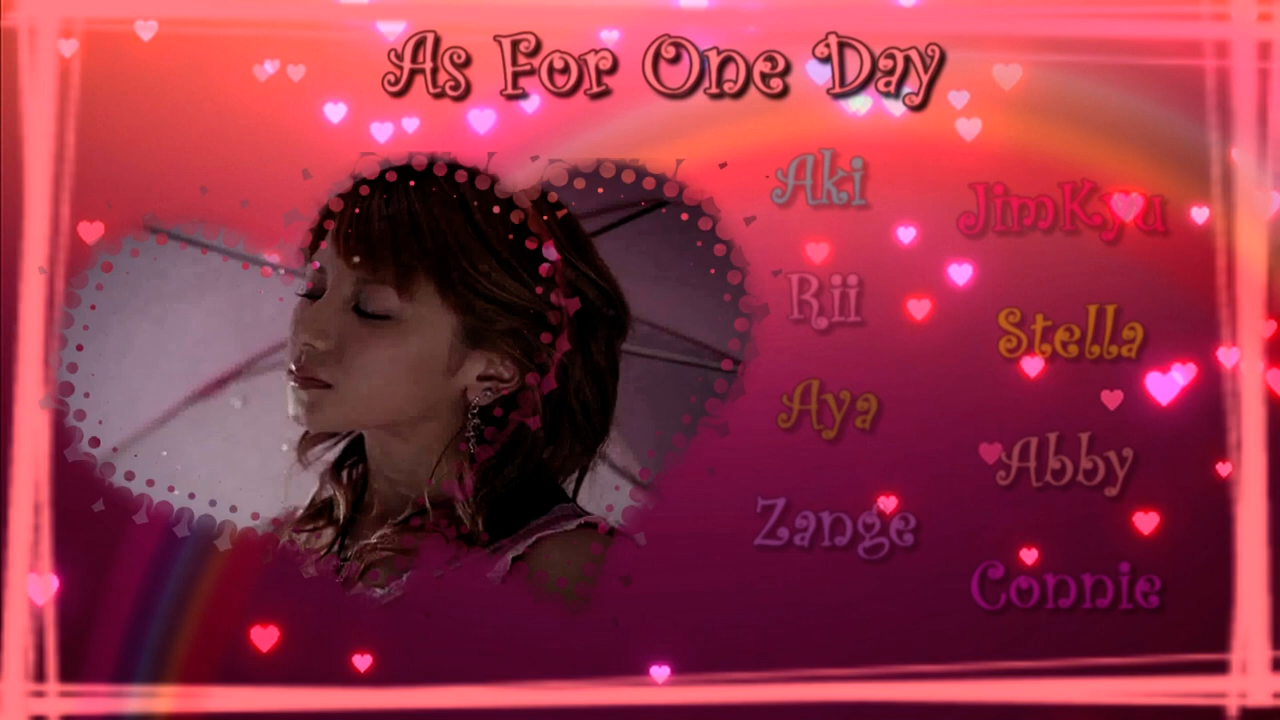 As For One Day
Aki
JimKyu
Rii
Stella
Aya
Abby
Zange
Connie